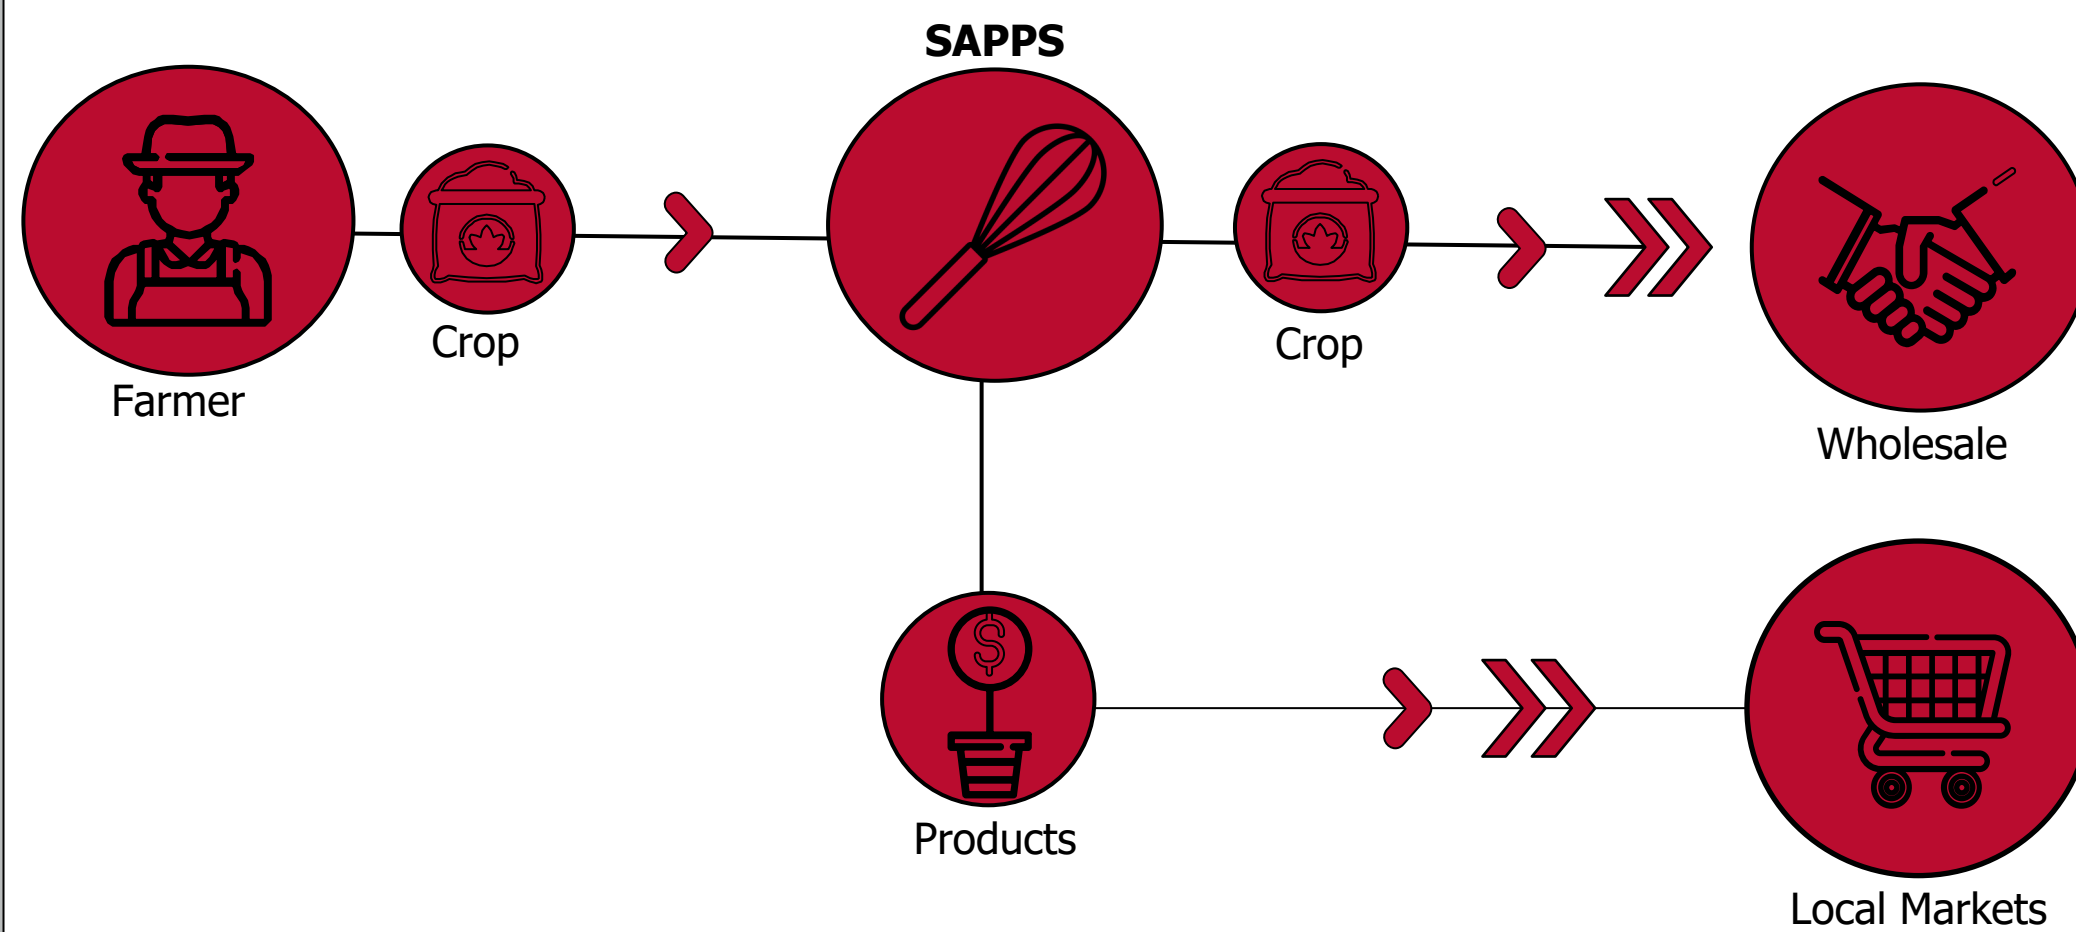 SAPPS
Crop
Crop
Farmer
Wholesale
$
Products
Local Markets